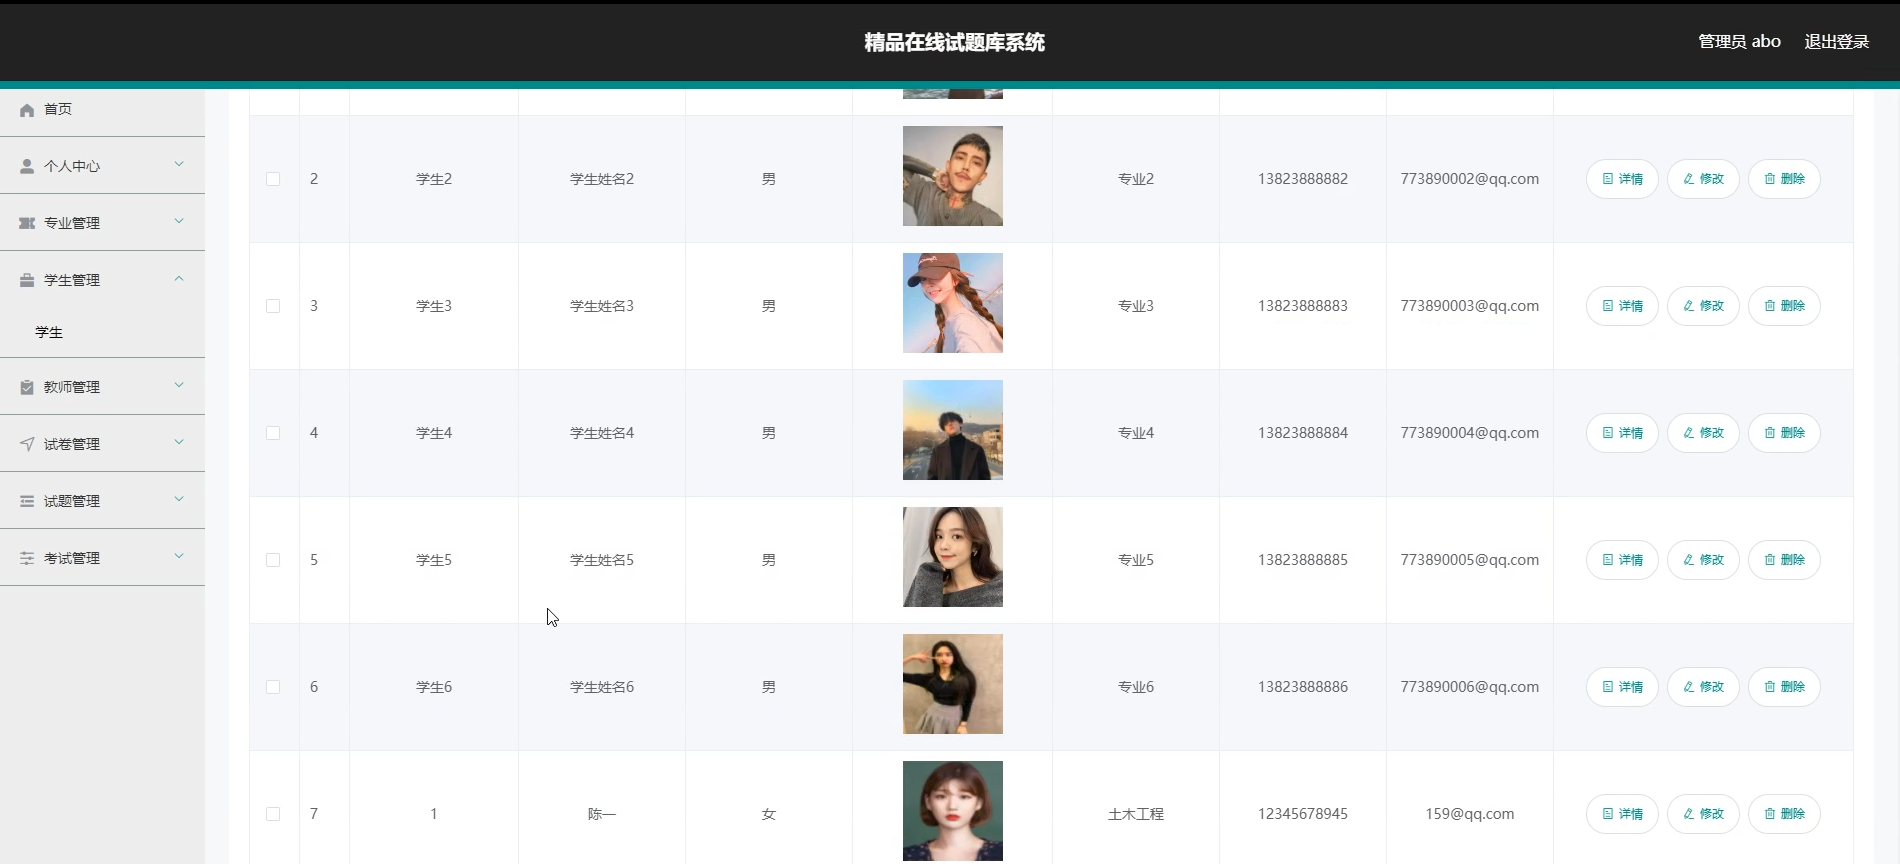 精品在线试题库系统
管理员 abo 退出登录
首页
个人中心
专业管理
学生管理
学生
教师管理
试卷管理
试题管理
考试管理
2 学生2 学生姓名2 男 专业2 13823888882 773890002@qq.com 详情 修改 删除
3 学生3 学生姓名3 男 专业3 13823888883 773890003@qq.com 详情 修改 删除
4 学生4 学生姓名4 男 专业4 13823888884 773890004@qq.com 详情 修改 删除
5 学生5 学生姓名5 男 专业5 13823888885 773890005@qq.com 详情 修改 删除
6 学生6 学生姓名6 男 专业6 13823888886 773890006@qq.com 详情 修改 删除
7 1 陈一 女 土木工程 12345678945 159@qq.com 详情 修改 删除